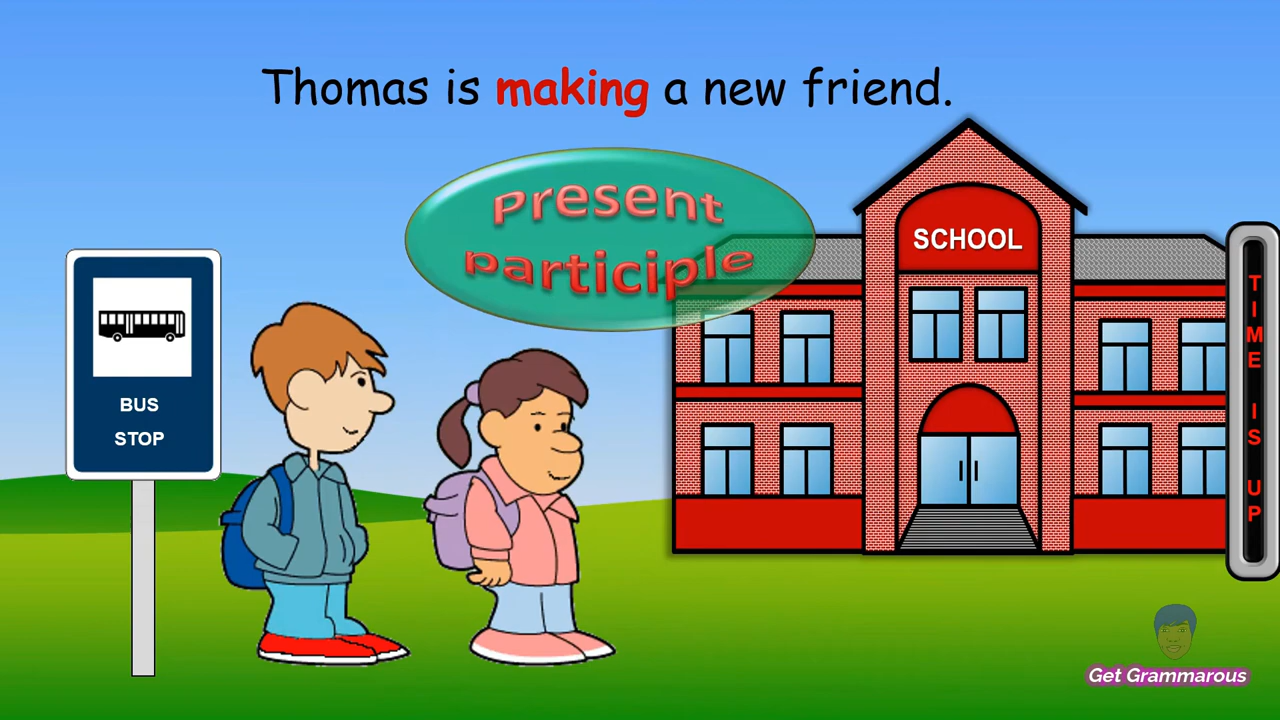 Thomas is making a new friend.
Present
participle
SCHOOL
BUS
STOP
TIME IS UP
Get Grammarous